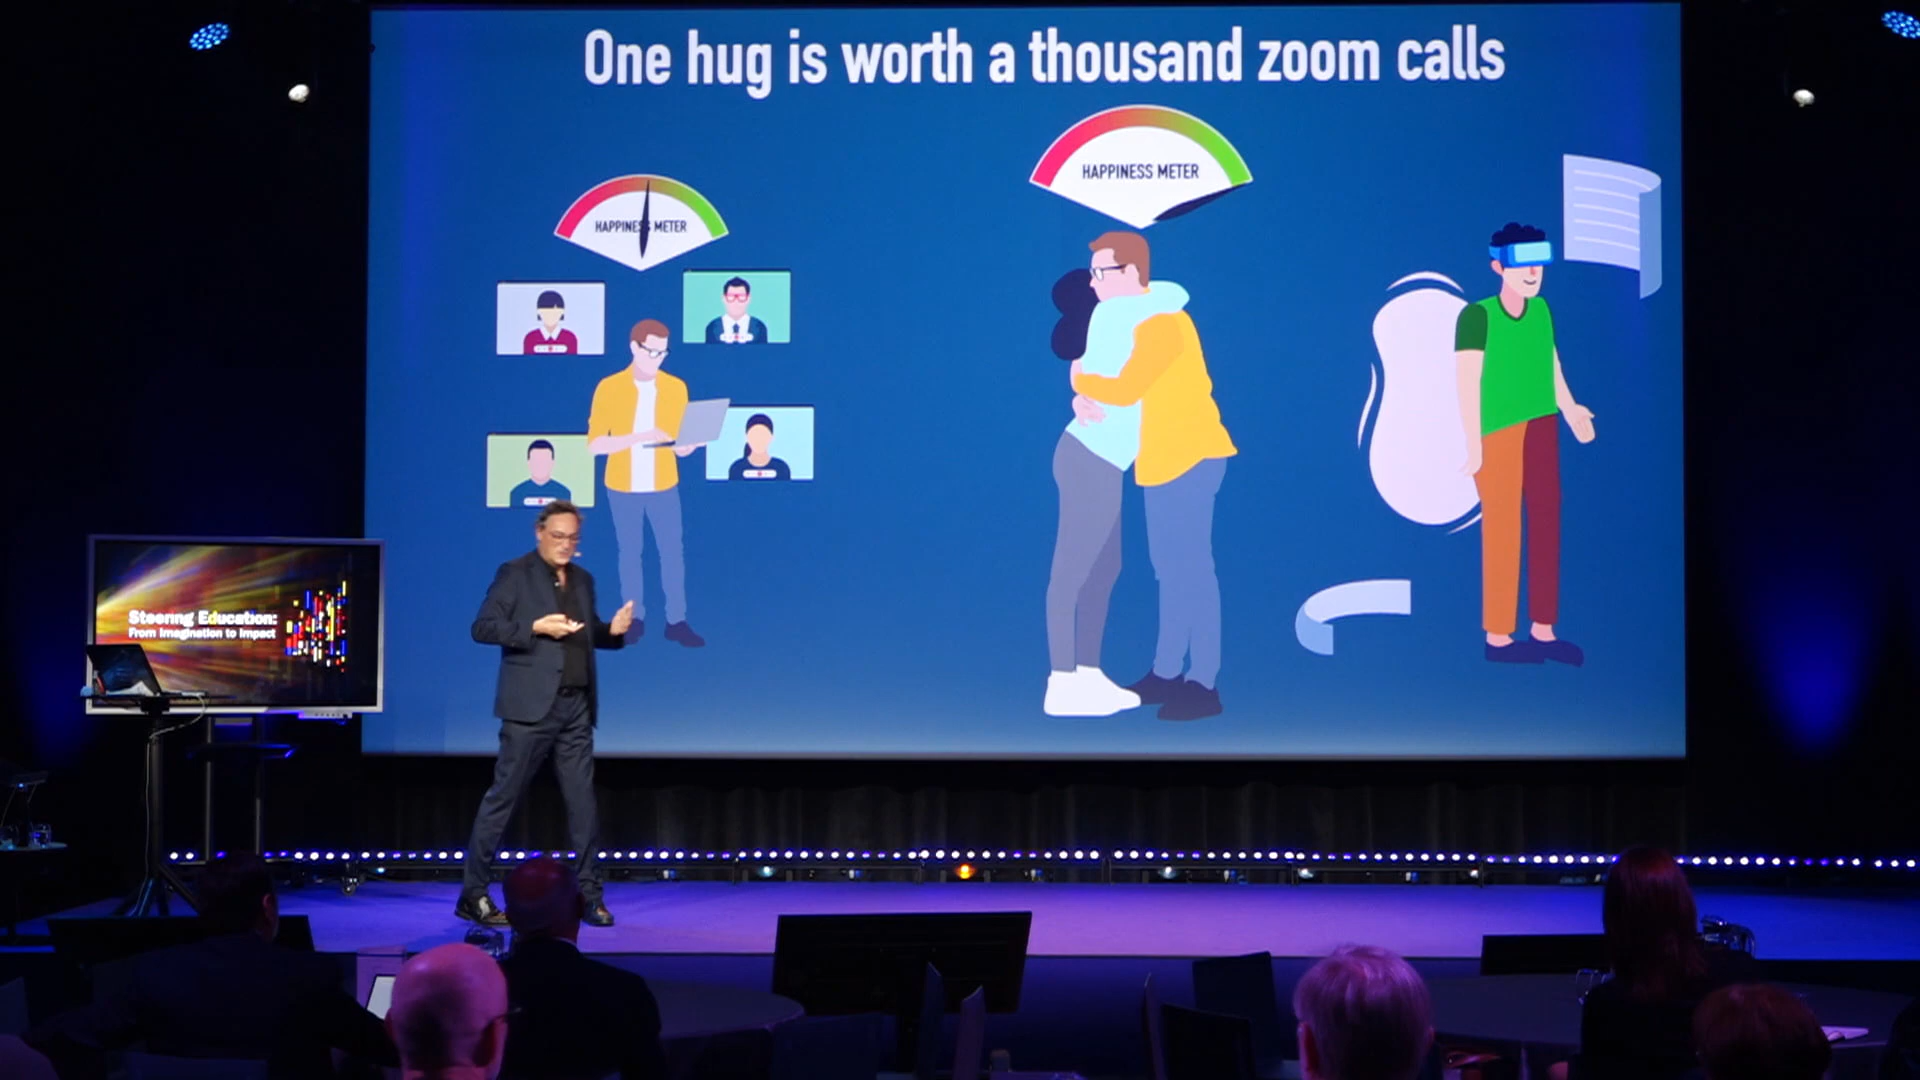 One hug is worth a thousand zoom calls
HAPPINESS METER
HAPPINESS METER
Steering Education:
From Imagination to Impact